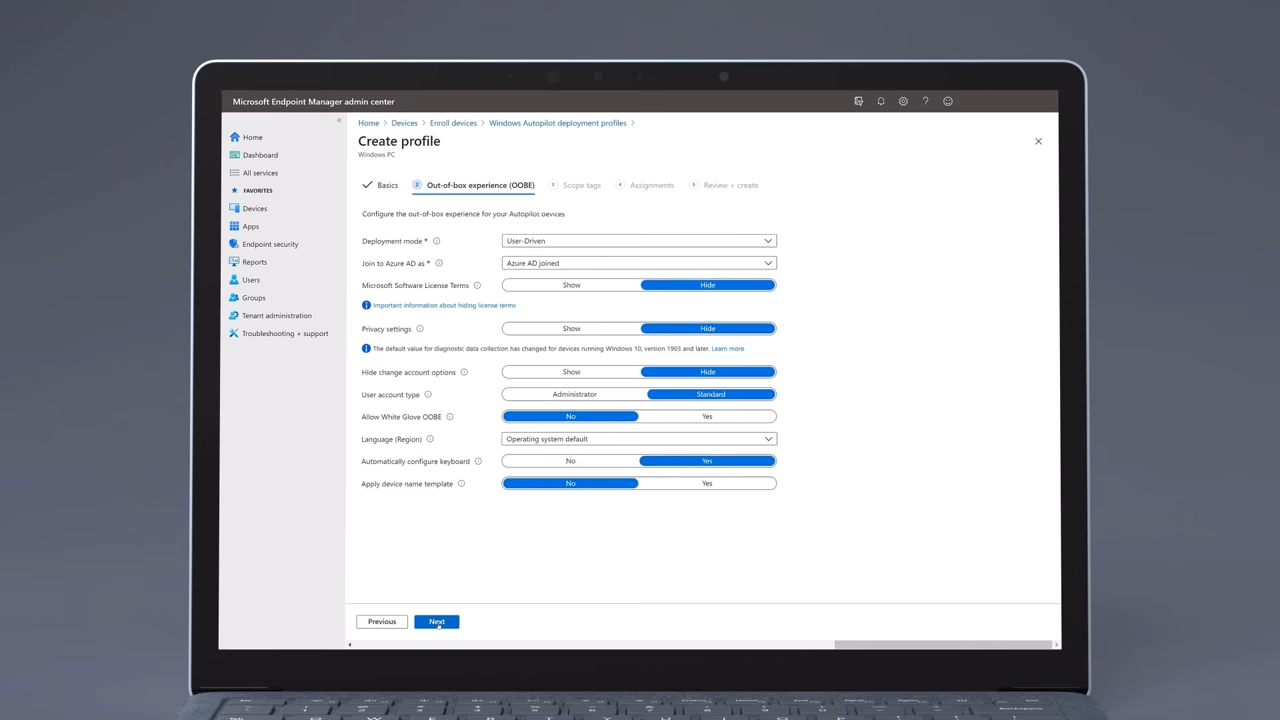 Microsoft Endpoint Manager admin center
Home > Devices > Enroll devices > Windows Autopilot deployment profiles >
Create profile
Windows PC
Home
Dashboard
All services
FAVORITES
Devices
Apps
Endpoint security
Reports
Users
Groups
Tenant administration
Troubleshooting + support
Basics 2 Out-of-box experience (OOBE) 3 Scope tags 4 Assignments 5 Review + create
Configure the out-of-box experience for your Autopilot devices
Deployment mode * User-Driven
Join to Azure AD as * Azure AD joined
Microsoft Software License Terms Show Hide
Important information about hiding license terms
Privacy settings Show Hide
The default value for diagnostic data collection has changed for devices running Windows 10, version 1903 and later. Learn more
Hide change account options Show Hide
User account type Administrator Standard
Allow White Glove OOBE No Yes
Language (Region) Operating system default
Automatically configure keyboard No Yes
Apply device name template No Yes
Previous Next